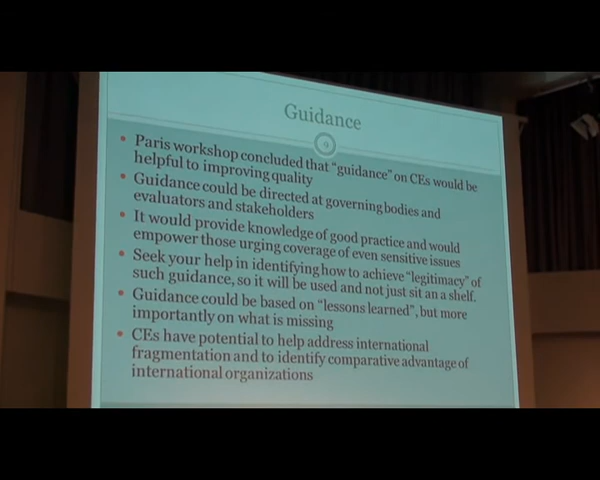 Guidance
9
• Paris workshop concluded that "guidance" on CEs would be
helpful to improving quality
• Guidance could be directed at governing bodies and
evaluators and stakeholders
• It would provide knowledge of good practice and would
empower those urging coverage of even sensitive issues
• Seek your help in identifying how to achieve "legitimacy" of
such guidance, so it will be used and not just sit an a shelf.
• Guidance could be based on "lessons learned", but more
importantly on what is missing
• CEs have potential to help address international
fragmentation and to identify comparative advantage of
international organizations